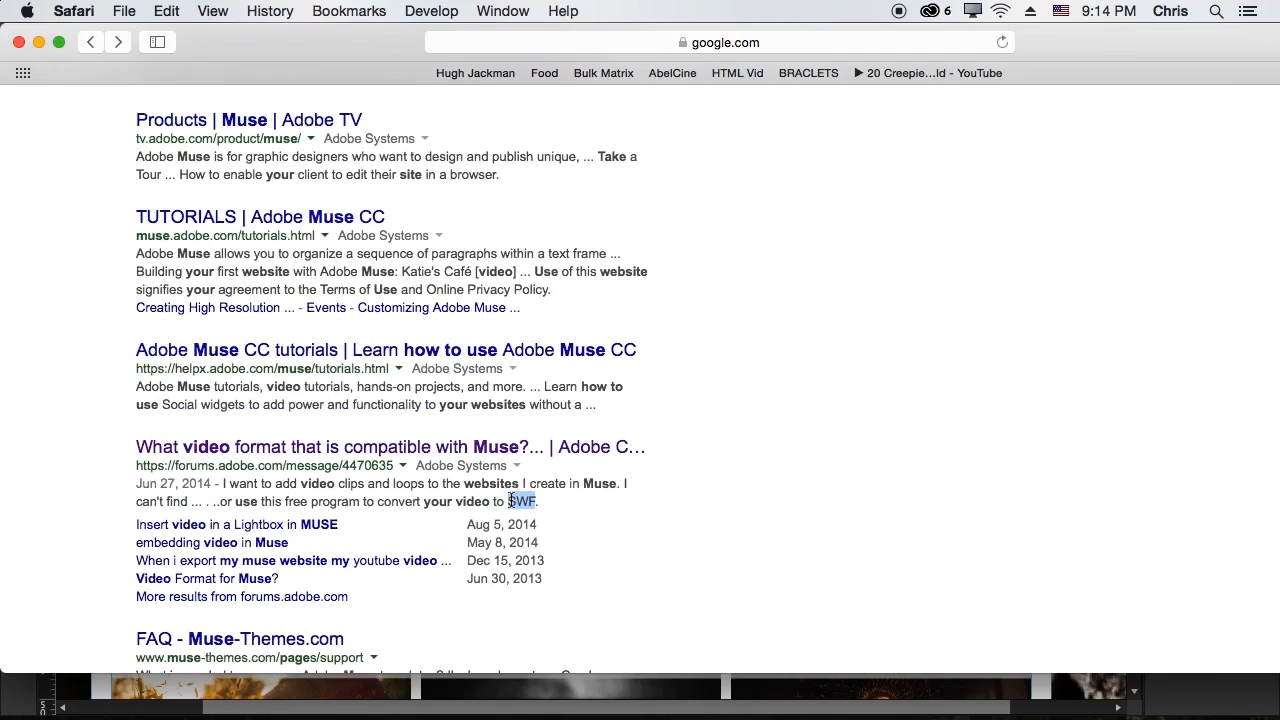 Safari File Edit View History Bookmarks Develop Window Help 6 9:14 PM Chris
google.com
Hugh Jackman Food Bulk Matrix AbelCine HTML Vid BRACLETS ▶ 20 Creepie...ld - YouTube
Products | Muse | Adobe TV
tv.adobe.com/product/muse/ Adobe Systems
Adobe Muse is for graphic designers who want to design and publish unique, ... Take a
Tour ... How to enable your client to edit their site in a browser.
TUTORIALS | Adobe Muse CC
muse.adobe.com/tutorials.html Adobe Systems
Adobe Muse allows you to organize a sequence of paragraphs within a text frame ...
Building your first website with Adobe Muse: Katie's Café [video] ... Use of this website
signifies your agreement to the Terms of Use and Online Privacy Policy.
Creating High Resolution ... - Events - Customizing Adobe Muse ...
Adobe Muse CC tutorials | Learn how to use Adobe Muse CC
https://helpx.adobe.com/muse/tutorials.html Adobe Systems
Adobe Muse tutorials, video tutorials, hands-on projects, and more. ... Learn how to
use Social widgets to add power and functionality to your websites without a ...
What video format that is compatible with Muse?... | Adobe C...
https://forums.adobe.com/message/4470635 Adobe Systems
Jun 27, 2014 - I want to add video clips and loops to the websites I create in Muse. I
can't find ... . ..or use this free program to convert your video to SWF.
Insert video in a Lightbox in MUSE Aug 5, 2014
embedding video in Muse May 8, 2014
When i export my muse website my youtube video ... Dec 15, 2013
Video Format for Muse? Jun 30, 2013
More results from forums.adobe.com
FAQ - Muse-Themes.com
www.muse-themes.com/pages/support